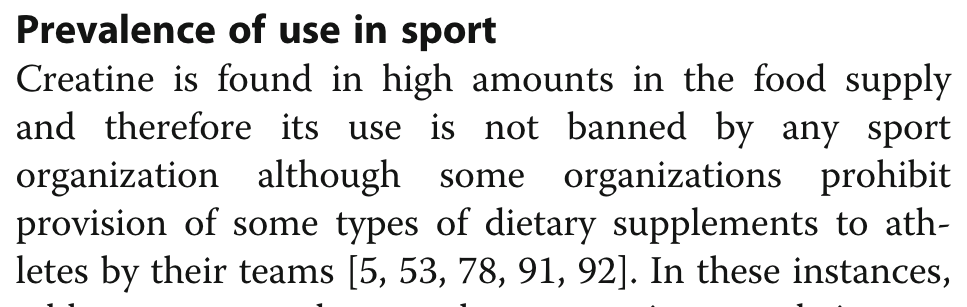 Prevalence of use in sport
Creatine is found in high amounts in the food supply
and therefore its use is not banned by any sport
organization although some organizations prohibit
provision of some types of dietary supplements to ath-
letes by their teams [5, 53, 78, 91, 92]. In these instances,